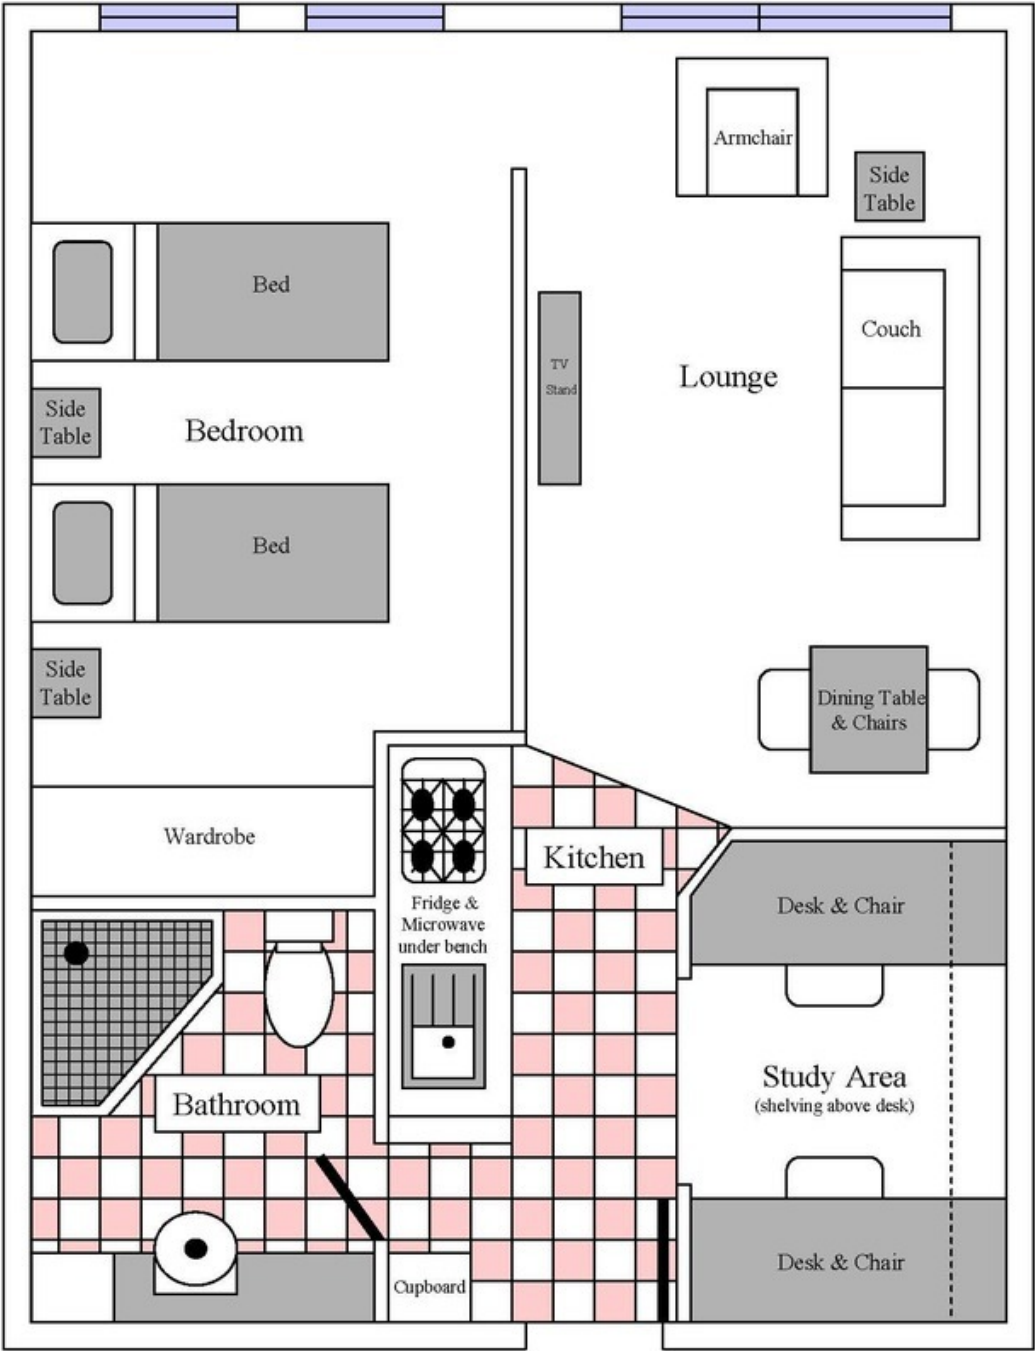 Armchair
Side
Table
Bed
Couch
TV
Stand
Lounge
Side
Table
Bedroom
Bed
Side
Table
Dining Table
& Chairs
Wardrobe
Kitchen
Fridge &
Microwave
under bench
Desk & Chair
Study Area
(shelving above desk)
Bathroom
Cupboard
Desk & Chair